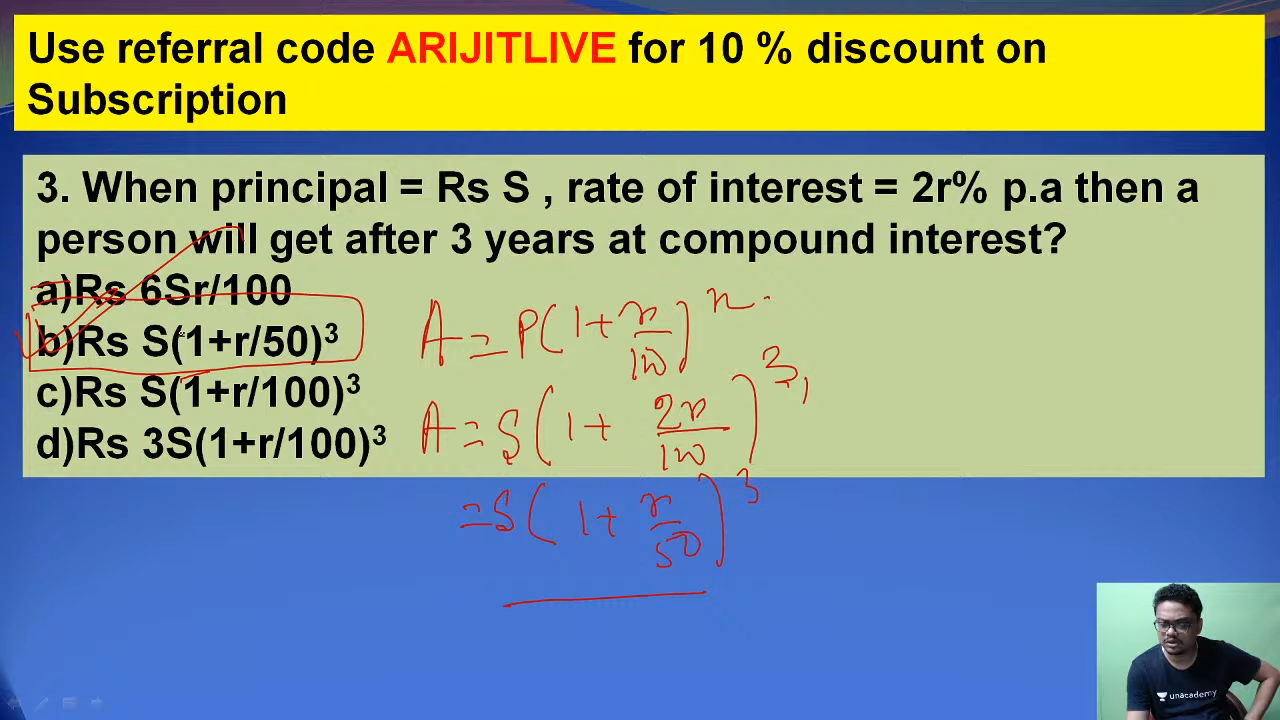 Use referral code ARIJITLIVE for 10 % discount on
Subscription
3. When principal = Rs S , rate of interest = 2r% p.a then a
person will get after 3 years at compound interest?
a)Rs 6Sr/100
b)Rs S(1+r/50)³
c)Rs S(1+r/100)³
d)Rs 3S(1+r/100)³
A = P(1+r/100)ⁿ
A = S(1+2r/100)³
=S(1+r/50)³
unacademy